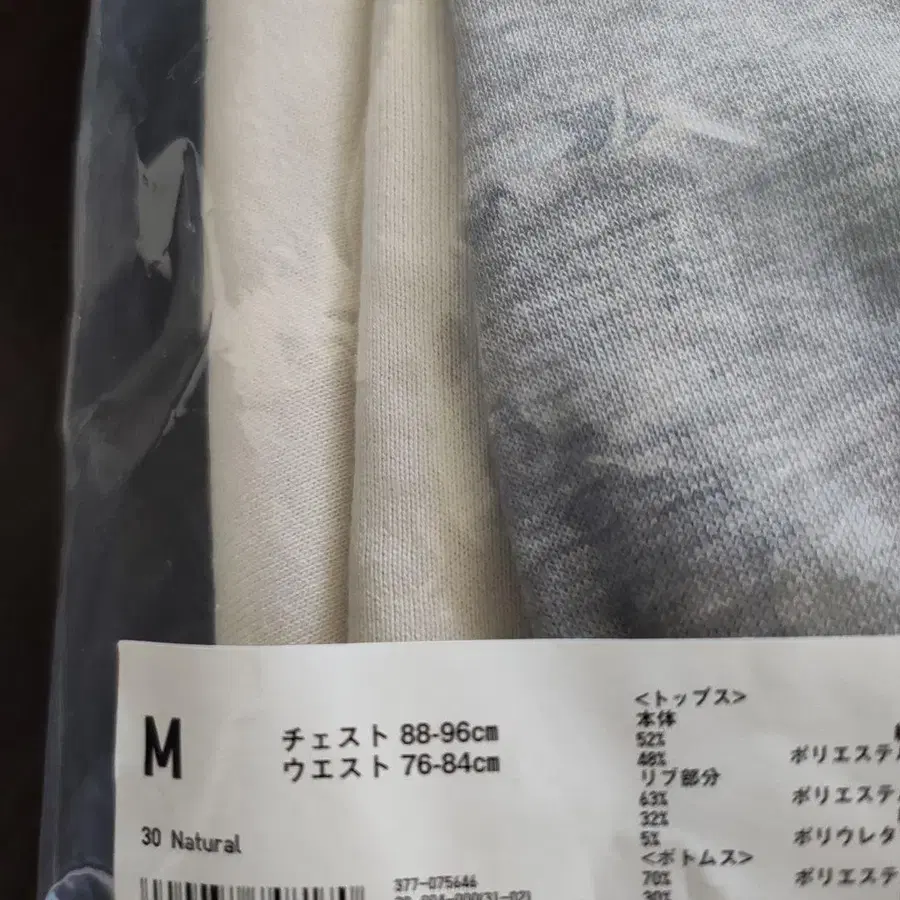 M
チェスト 88-96cm
ウエスト 76-84cm
30 Natural
377-075646
<トップス>
本体
52%
48% ポリエステル
リブ部分
63% ポリエステ
32%
5% ポリウレタ
<ボトムス>
70% ポリエステ
30%